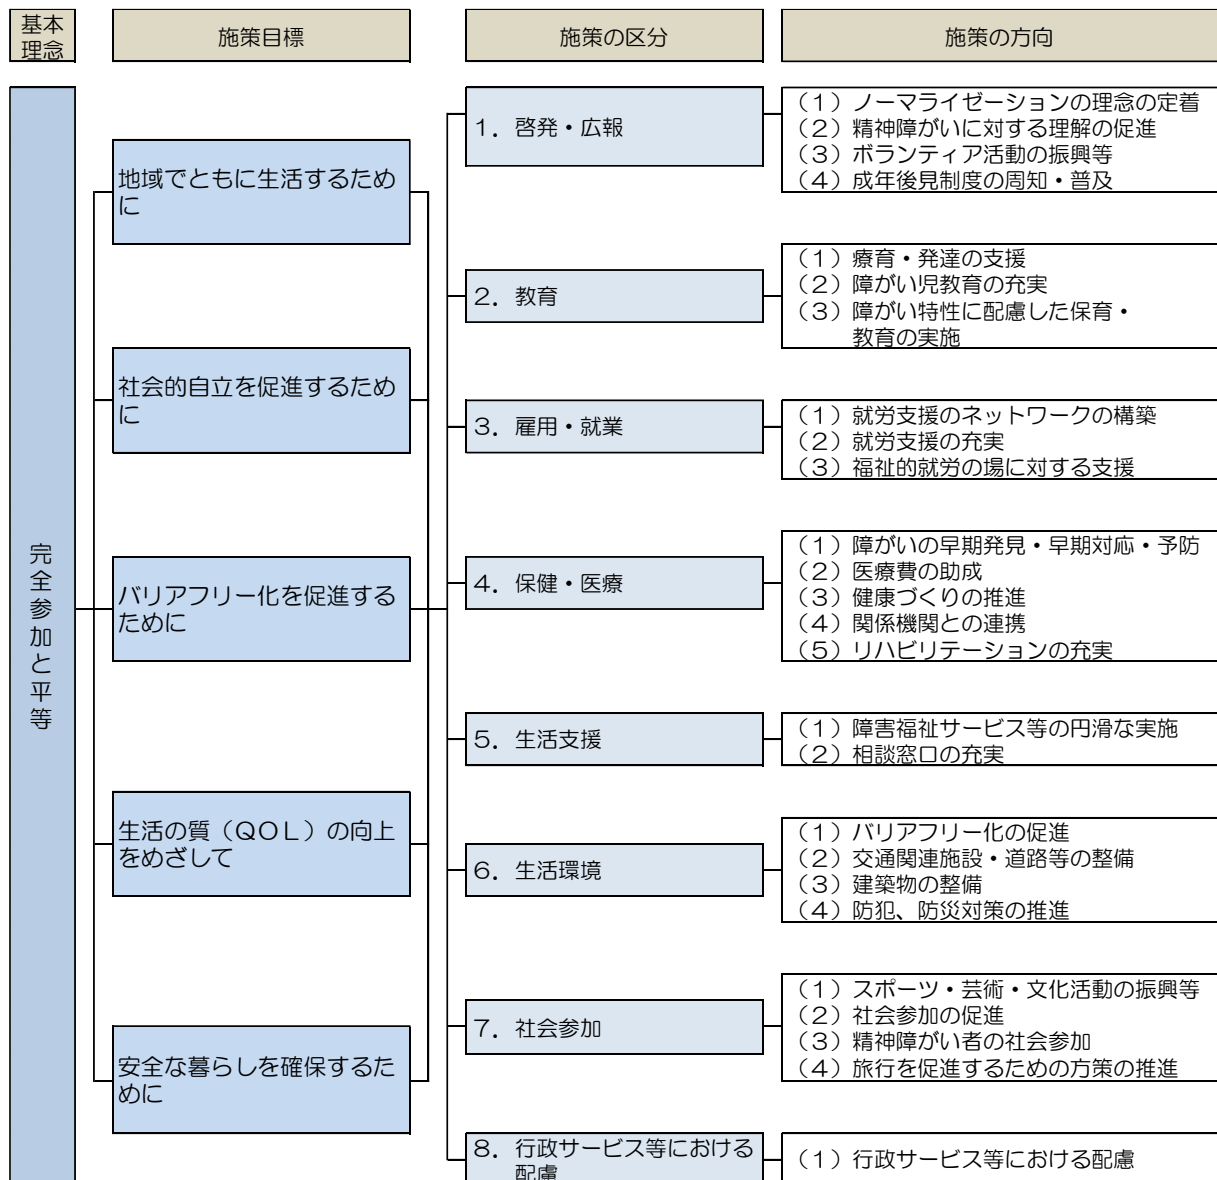 基本
理念
施策目標
施策の区分
施策の方向
完全参加と平等
地域でともに生活するため
に
社会的自立を促進するため
に
バリアフリー化を促進する
ために
生活の質（ＱＯＬ）の向上
をめざして
安全な暮らしを確保するた
めに
１．啓発・広報
（１）ノーマライゼーションの理念の定着
（２）精神障がいに対する理解の促進
（３）ボランティア活動の振興等
（４）成年後見制度の周知・普及
２．教育
（１）療育・発達の支援
（２）障がい児教育の充実
（３）障がい特性に配慮した保育・
教育の実施
３．雇用・就業
（１）就労支援のネットワークの構築
（２）就労支援の充実
（３）福祉的就労の場に対する支援
４．保健・医療
（１）障がいの早期発見・早期対応・予防
（２）医療費の助成
（３）健康づくりの推進
（４）関係機関との連携
（５）リハビリテーションの充実
５．生活支援
（１）障害福祉サービス等の円滑な実施
（２）相談窓口の充実
６．生活環境
（１）バリアフリー化の促進
（２）交通関連施設・道路等の整備
（３）建築物の整備
（４）防犯、防災対策の推進
７．社会参加
（１）スポーツ・芸術・文化活動の振興等
（２）社会参加の促進
（３）精神障がい者の社会参加
（４）旅行を促進するための方策の推進
８．行政サービス等における
配慮
（１）行政サービス等における配慮